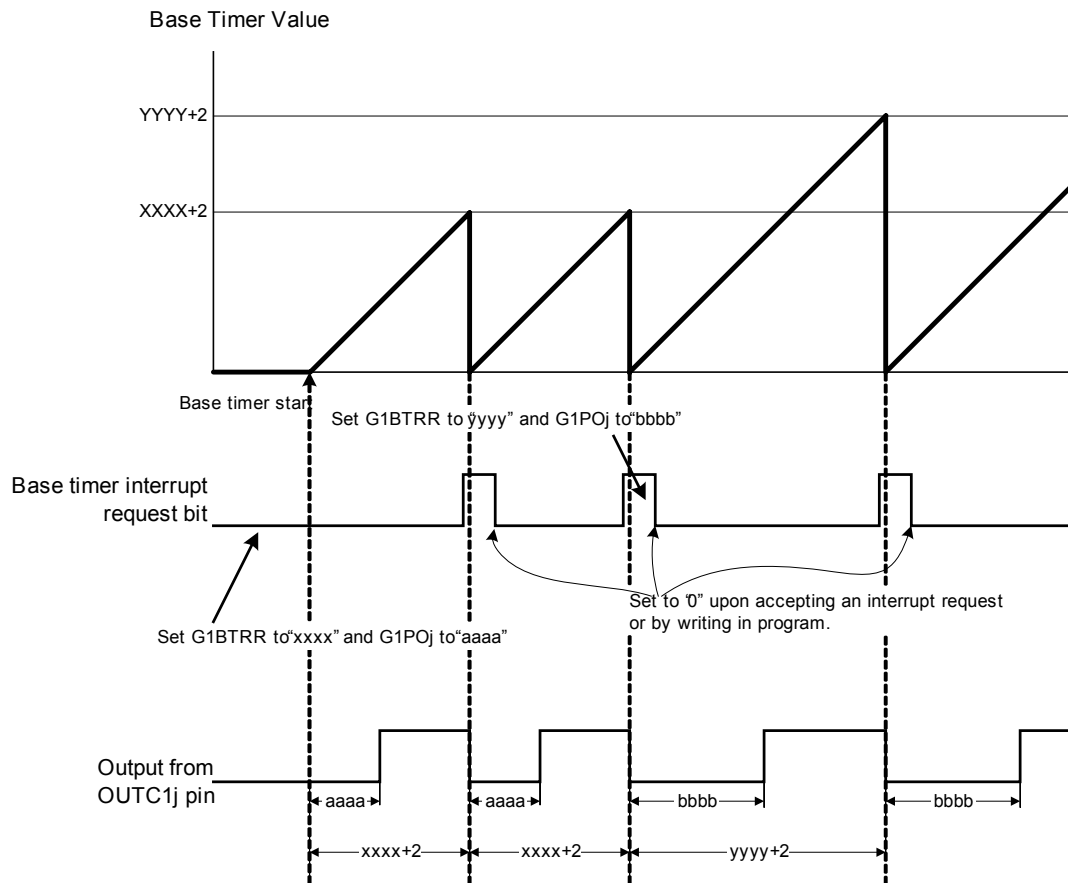 Base Timer Value
YYYY+2
XXXX+2
Base timer star
Set G1BTRR to “yyyy” and G1POj to “bbbb”
Base timer interrupt
request bit
Set to “0” upon accepting an interrupt request
or by writing in program.
Set G1BTRR to “xxxx” and G1POj to “aaaa”
Output from
OUTC1j pin
aaaa aaaa bbbb bbbb
xxxx+2 xxxx+2 yyyy+2